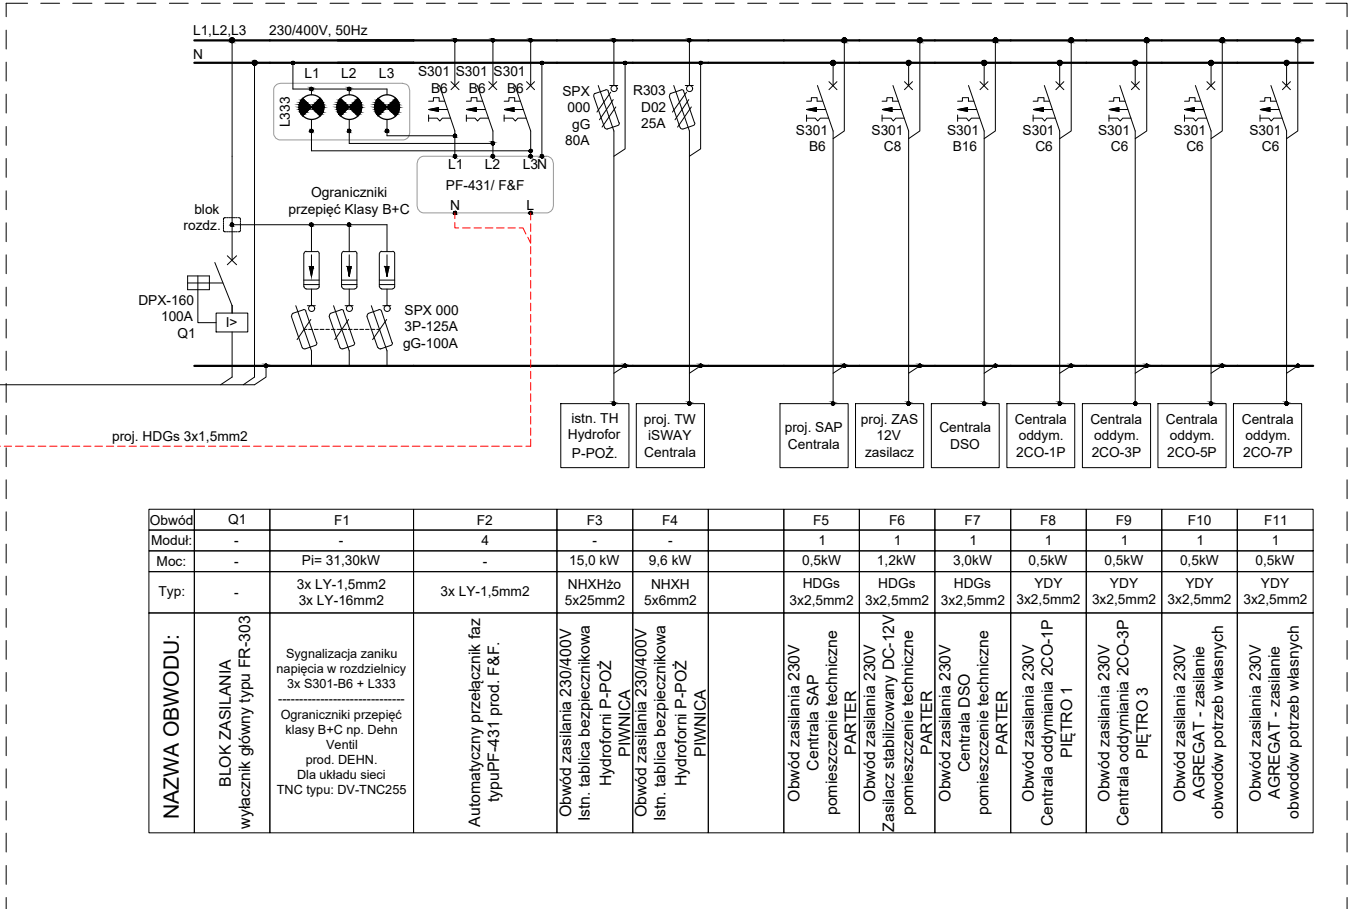 L1,L2,L3 230/400V, 50Hz
N
L1 L2 L3
L333
S301
B6
S301
B6
S301
B6
SPX
000
gG
80A
R303
D02
25A
S301
B6
S301
C8
S301
B16
S301
C6
S301
C6
S301
C6
S301
C6
L1 L2 L3N
PF-431/ F&F
N L
Ograniczniki
przepięć Klasy B+C
blok
rozdz.
DPX-160
100A
Q1
I>
SPX 000
3P-125A
gG-100A
proj. HDGs 3x1,5mm2
istn. TH
Hydrofor
P-POŻ.
proj. TW
iSWAY
Centrala
proj. SAP
Centrala
proj. ZAS
12V
zasilacz
Centrala
DSO
Centrala
oddym.
2CO-1P
Centrala
oddym.
2CO-3P
Centrala
oddym.
2CO-5P
Centrala
oddym.
2CO-7P
Obwód Q1 F1 F2 F3 F4 F5 F6 F7 F8 F9 F10 F11
Moduł: - - 4 - - 1 1 1 1 1 1 1
Moc: - Pi= 31,30kW - 15,0 kW 9,6 kW 0,5kW 1,2kW 3,0kW 0,5kW 0,5kW 0,5kW 0,5kW
Typ: -
3x LY-1,5mm2
3x LY-16mm2
3x LY-1,5mm2
NHXHżo
5x25mm2
NHXH
5x6mm2
HDGs
3x2,5mm2
HDGs
3x2,5mm2
HDGs
3x2,5mm2
YDY
3x2,5mm2
YDY
3x2,5mm2
YDY
3x2,5mm2
YDY
3x2,5mm2
NAZWA OBWODU:
BLOK ZASILANIA
wyłacznik główny typu FR-303
Sygnalizacja zaniku
napięcia w rozdzielnicy
3x S301-B6 + L333
------------------------------
Ograniczniki przepięć
klasy B+C np. Dehn
Ventil
prod. DEHN.
Dla układu sieci
TNC typu: DV-TNC255
Automatyczny przełącznik faz
typuPF-431 prod. F&F.
Obwód zasilania 230/400V
Istn. tablica bezpiecznikowa
Hydroforni P-POŻ
PIWNICA
Obwód zasilania 230/400V
Istn. tablica bezpiecznikowa
Hydroforni P-POŻ
PIWNICA
Obwód zasilania 230V
Centrala SAP
pomieszczenie techniczne
PARTER
Obwód zasilania 230V
Zasilacz stabilizowany DC-12V
pomieszczenie techniczne
PARTER
Obwód zasilania 230V
Centrala DSO
pomieszczenie techniczne
PARTER
Obwód zasilania 230V
Centrala oddymiania 2CO-1P
PIĘTRO 1
Obwód zasilania 230V
Centrala oddymiania 2CO-3P
PIĘTRO 3
Obwód zasilania 230V
AGREGAT - zasilanie
obwodów potrzeb własnych
Obwód zasilania 230V
AGREGAT - zasilanie
obwodów potrzeb własnych